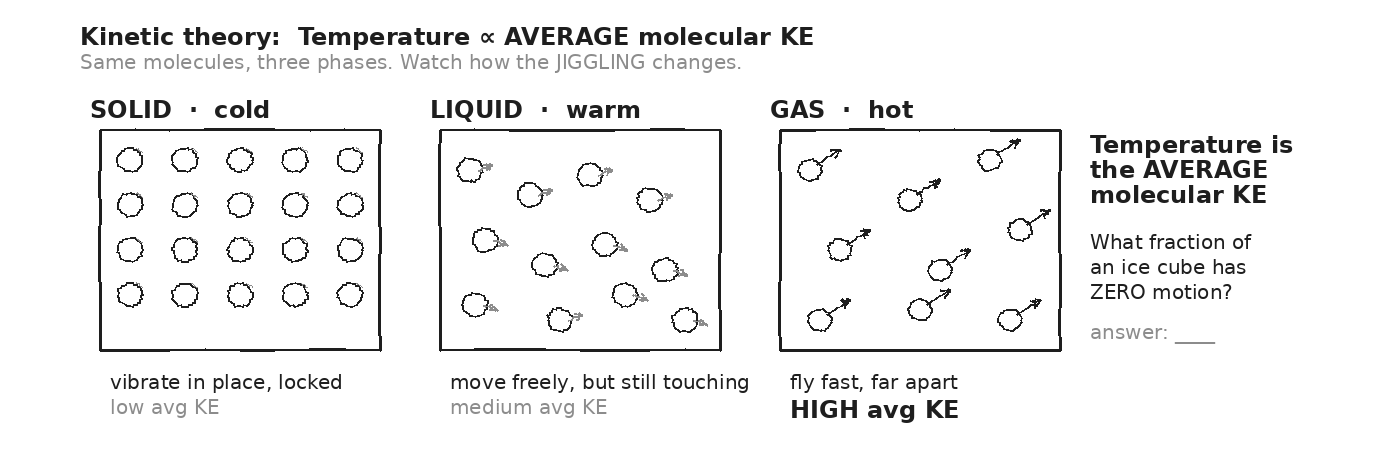 Kinetic theory:  Temperature ∝ AVERAGE molecular KE
Same molecules, three phases. Watch how the JIGGLING changes.
SOLID · cold
LIQUID · warm
GAS · hot
vibrate in place, locked
low avg KE
move freely, but still touching
medium avg KE
fly fast, far apart
HIGH avg KE
Temperature is
the AVERAGE
molecular KE
What fraction of
an ice cube has
ZERO motion?
answer: ____